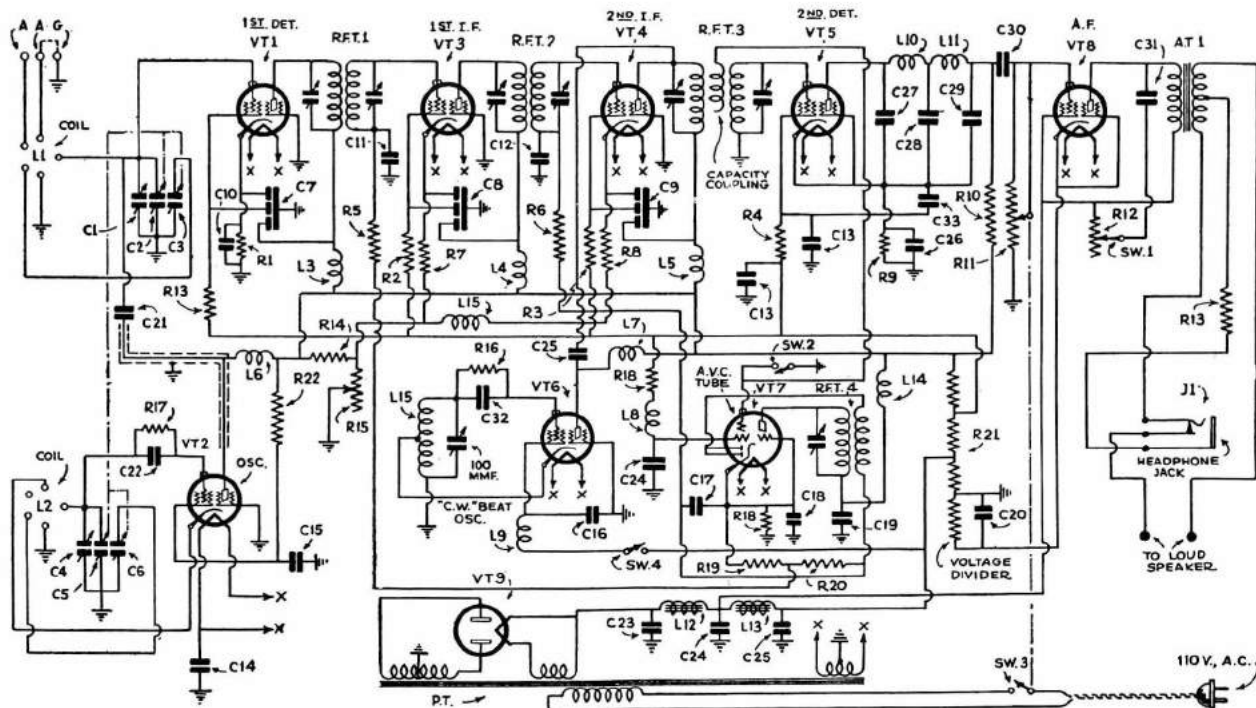 A A G
1ST. DET.
VT1
R.F.T.1
1ST. I.F.
VT3
R.F.T.2
2ND. I.F.
VT4
R.F.T.3
2ND. DET.
VT5
L10
L11
C30
A.F.
VT8
C31
A.T.1
COIL
L1
C1
C2
C3
C10
C7
R1
L3
C11
R5
R2
C8
R7
L4
C12
R6
C9
R8
L5
CAPACITY
COUPLING
R4
C13
C13
C27
C28
C29
C33
C26
R9
R10
R11
R12
SW.1
R13
X X
X X
X X
X X
X X
R13
C21
L6
R14
R22
R15
L15
R3
C25
L7
R16
L15
C32
VT6
100
MMF.
"C.W." BEAT
OSC.
X X
L9
C16
SW.4
R18
L8
C24
SW.2
A.V.C.
TUBE
VT7
R.F.T.4
L14
X X
C17
R18
C18
C19
R19
R20
R21
C20
VOLTAGE
DIVIDER
J1
HEADPHONE
JACK
TO LOUD
SPEAKER
R17
C22
VT2
OSC.
COIL
L2
C4
C5
C6
C15
X
X
C14
VT9
C23
L12
C24
L13
C25
X X
P.T.
SW.3
110 V., A.C.